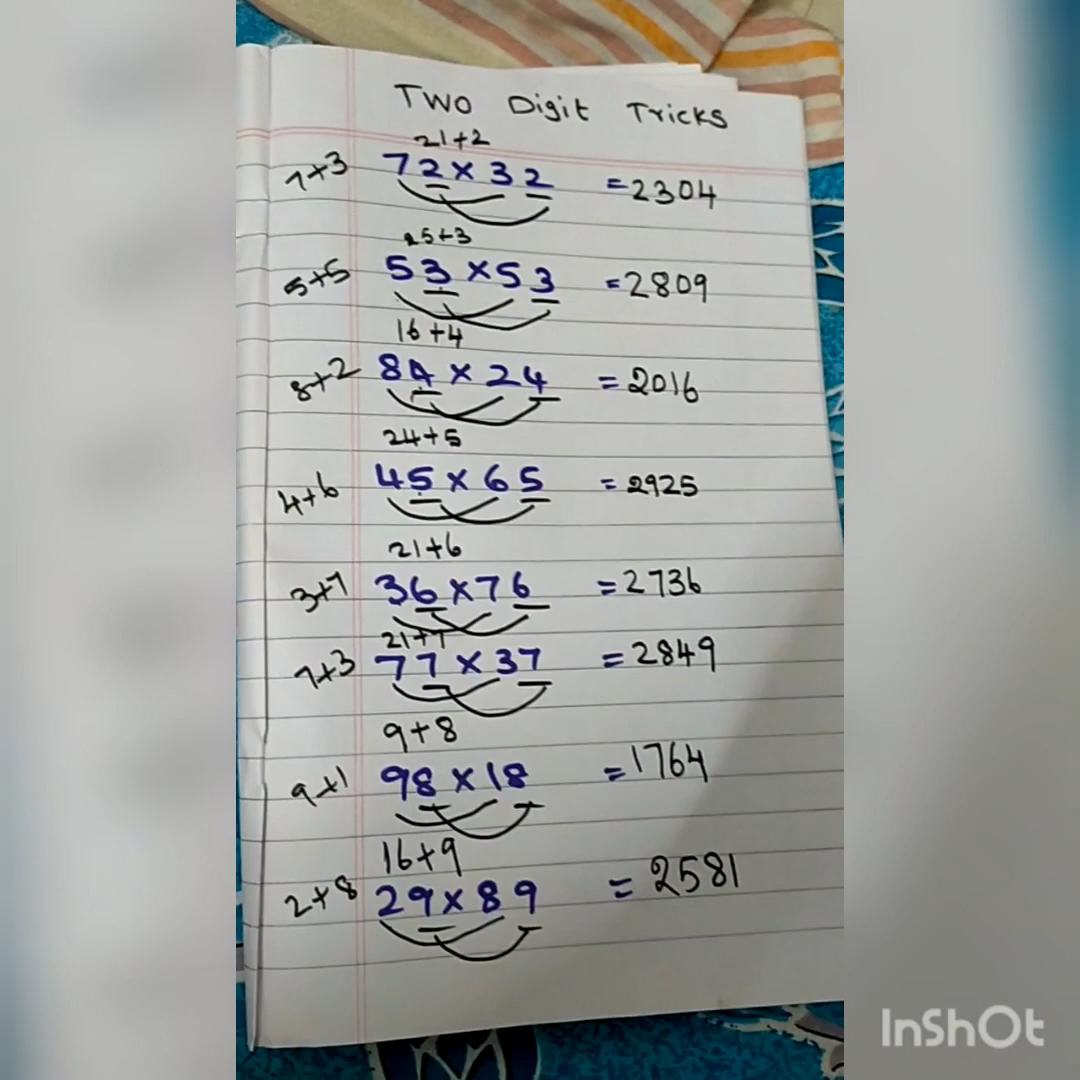 Two Digit Tricks
21+2
7+3 72 x 32 = 2304
25+3
5+5 53 x 53 = 2809
16+4
8+2 84 x 24 = 2016
24+5
4+6 45 x 65 = 2925
21+6
3+7 36 x 76 = 2736
21+7
7+3 77 x 37 = 2849
9+8
9+1 98 x 18 = 1764
16+9
2+8 29 x 89 = 2581
InShOt